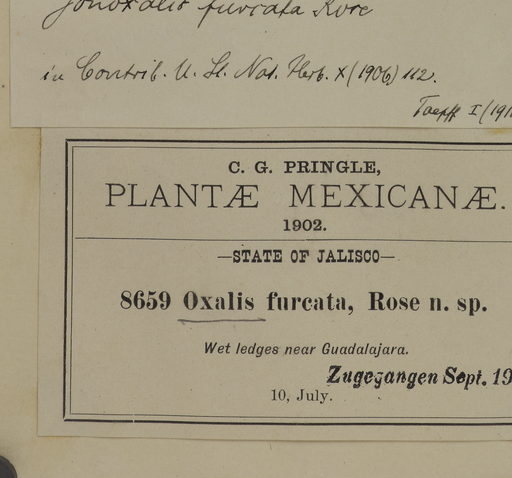 Ionoxalis furcata Rose
in Contrib. U. St. Nat. Herb. X (1906) 112.
I (19
C. G. PRINGLE,
PLANTÆ MEXICANÆ.
1902.
—STATE OF JALISCO—
8659 Oxalis furcata, Rose n. sp.
Wet ledges near Guadalajara.
Zugegangen Sept. 19
10, July.